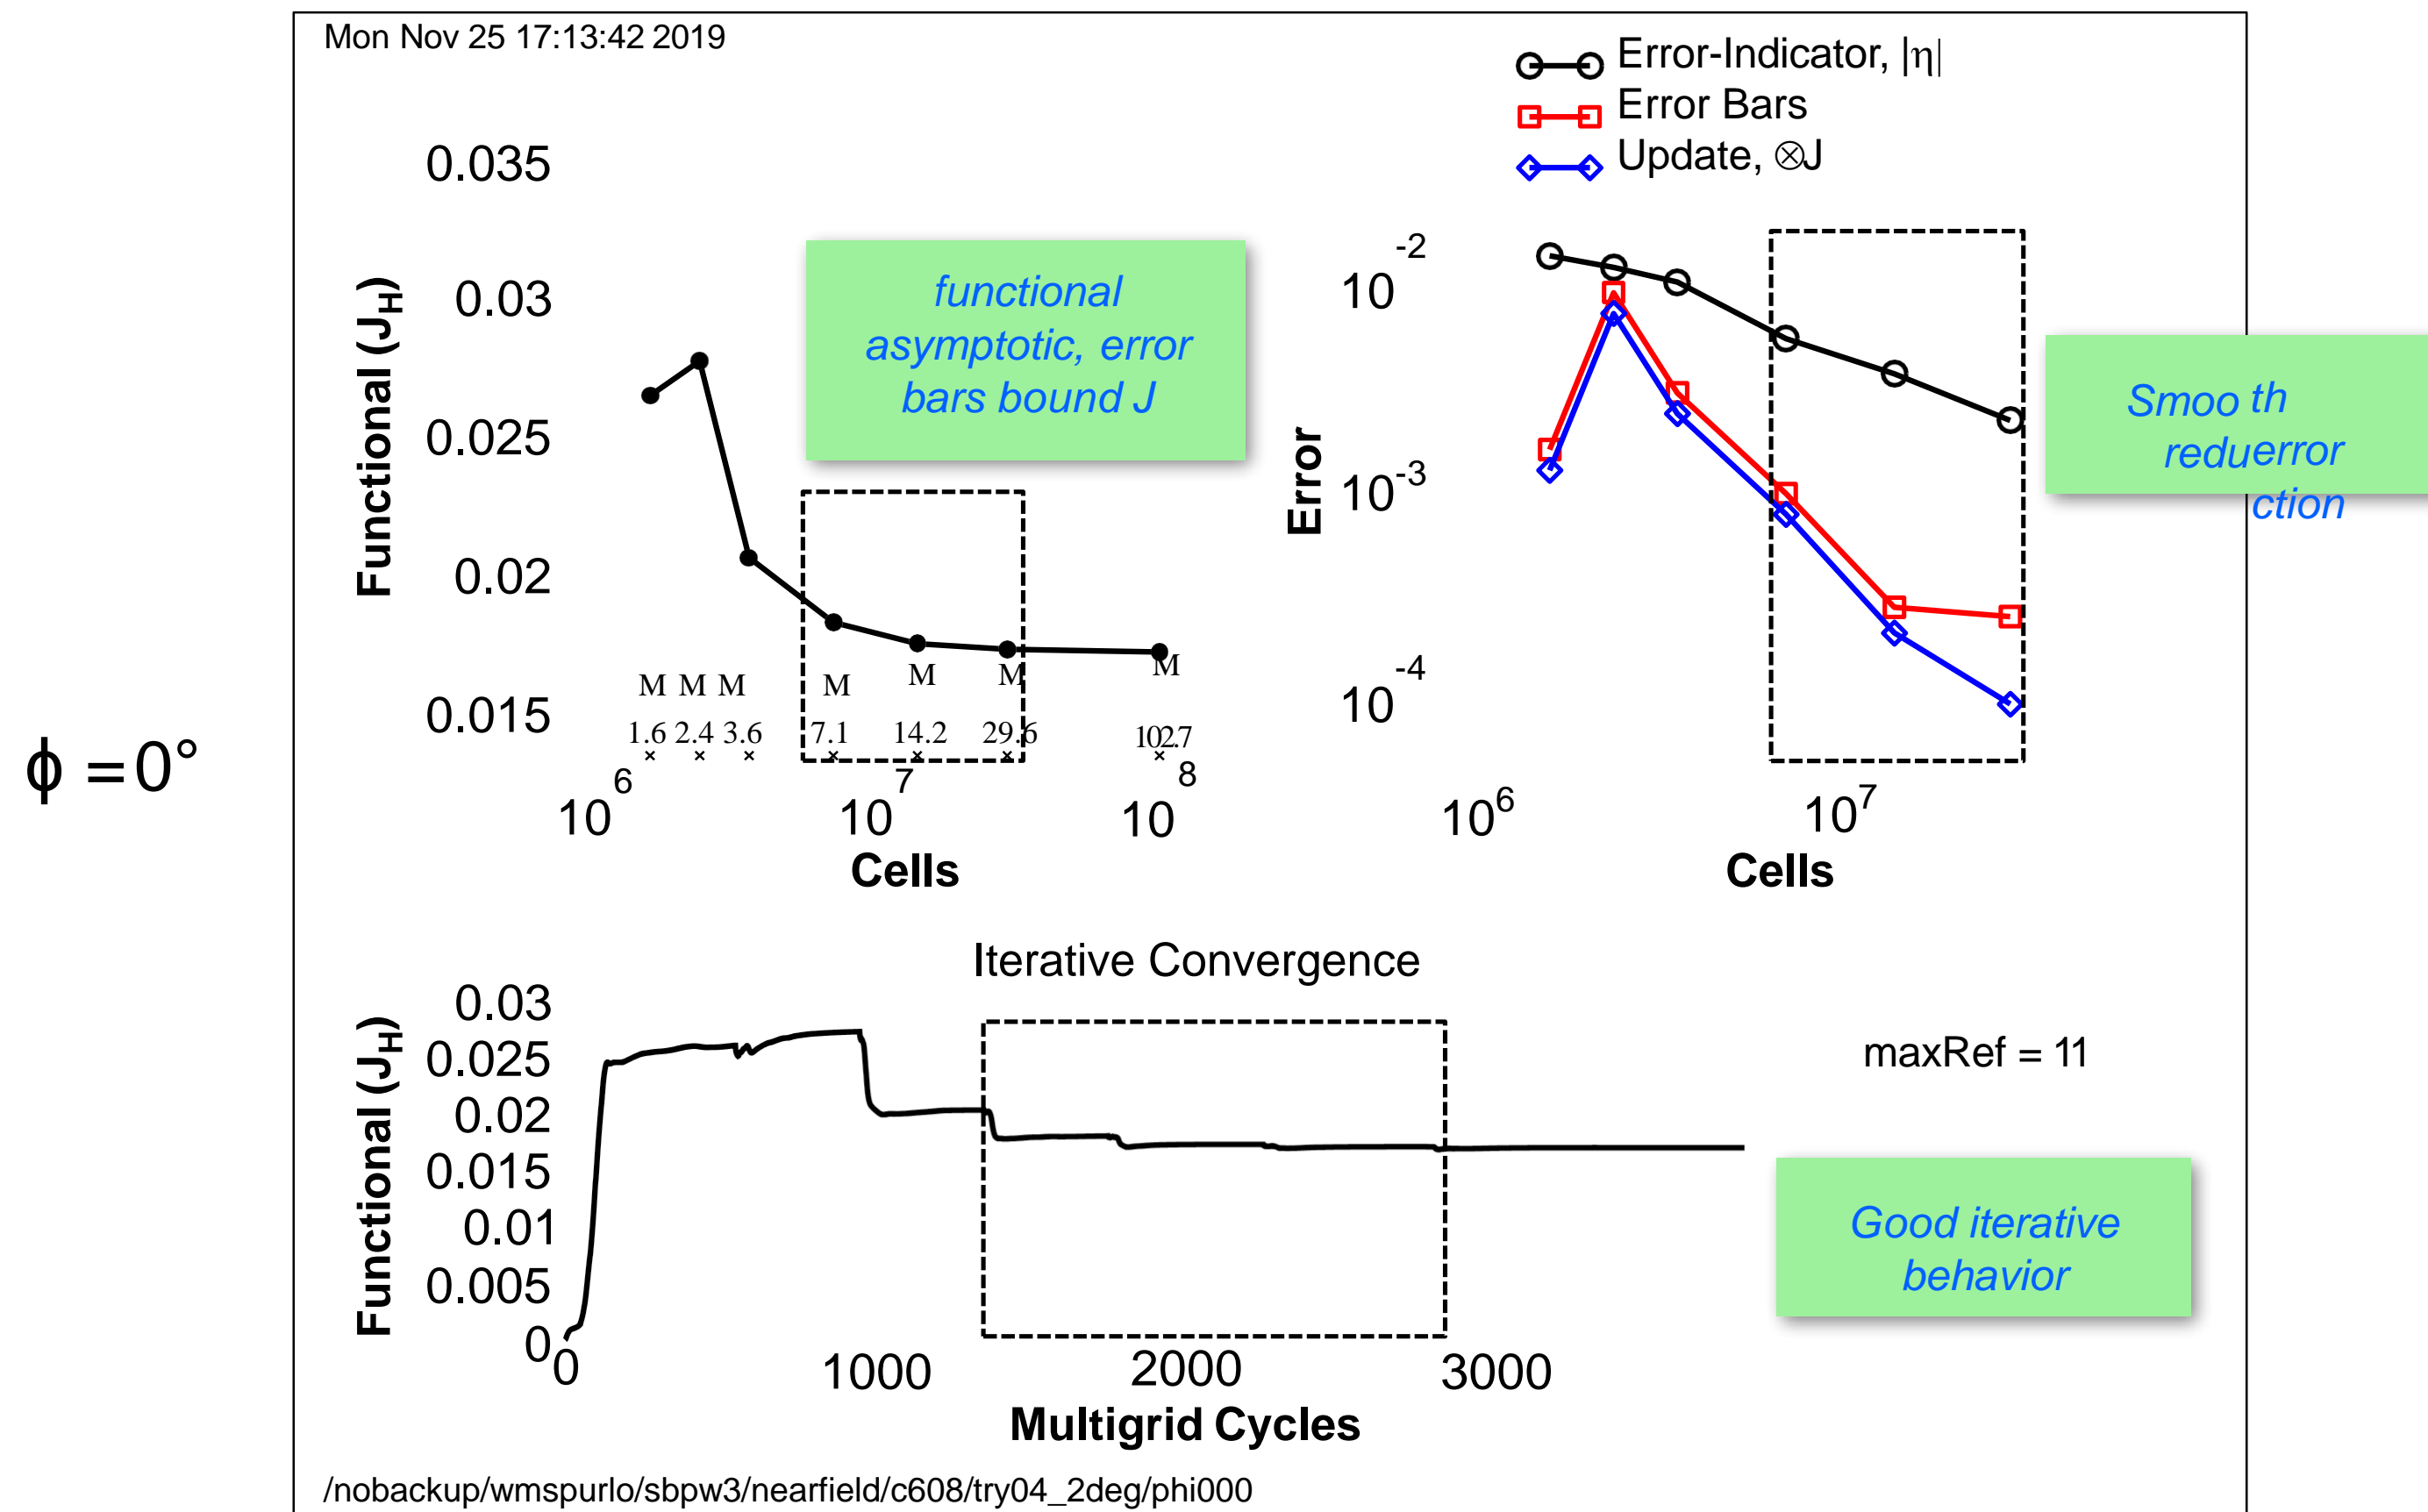 Mon Nov 25 17:13:42 2019
Error-Indicator, |η|
Error Bars
Update, ⊗J
0.035
0.03
0.025
0.02
0.015
Functional (J_H)
functional
asymptotic, error
bars bound J
M M M M M M M
1.6 2.4 3.6 7.1 14.2 29.6 102.7
10^6 10^7 10^8
Cells
10^-2
10^-3
10^-4
Error
10^6 10^7
Cells
Smoo th
reduerror
ction
ϕ = 0°
Iterative Convergence
0.03
0.025
0.02
0.015
0.01
0.005
0
Functional (J_H)
maxRef = 11
Good iterative
behavior
0 1000 2000 3000
Multigrid Cycles
/nobackup/wmspurlo/sbpw3/nearfield/c608/try04_2deg/phi000